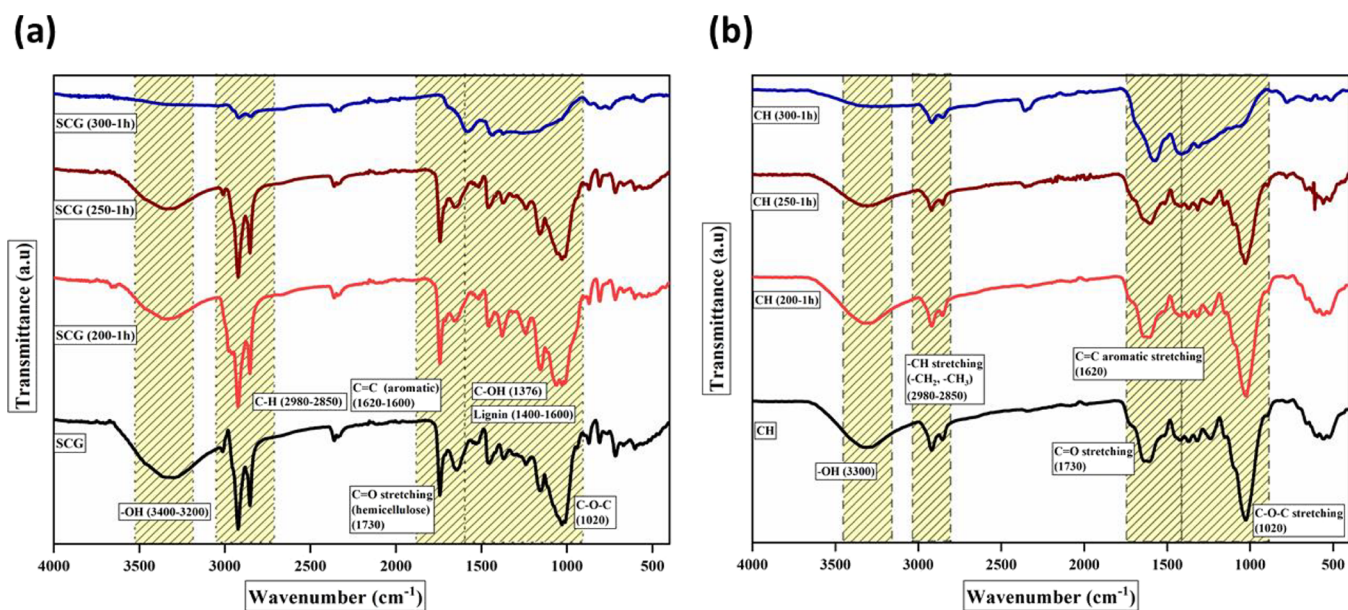 (a)
Transmittance (a.u)
SCG (300-1h)
SCG (250-1h)
SCG (200-1h)
SCG
C-H (2980-2850)
C=C (aromatic)
(1620-1600)
C-OH (1376)
Lignin (1400-1600)
-OH (3400-3200)
C=O stretching
(hemicellulose)
(1730)
C-O-C
(1020)
4000 3500 3000 2500 2000 1500 1000 500
Wavenumber (cm⁻¹)
(b)
Transmittance (a.u)
CH (300-1h)
CH (250-1h)
CH (200-1h)
CH
-CH stretching
(-CH₂, -CH₃)
(2980-2850)
C=C aromatic stretching
(1620)
C=O stretching
(1730)
-OH (3300)
C-O-C stretching
(1020)
4000 3500 3000 2500 2000 1500 1000 500
Wavenumber (cm⁻¹)